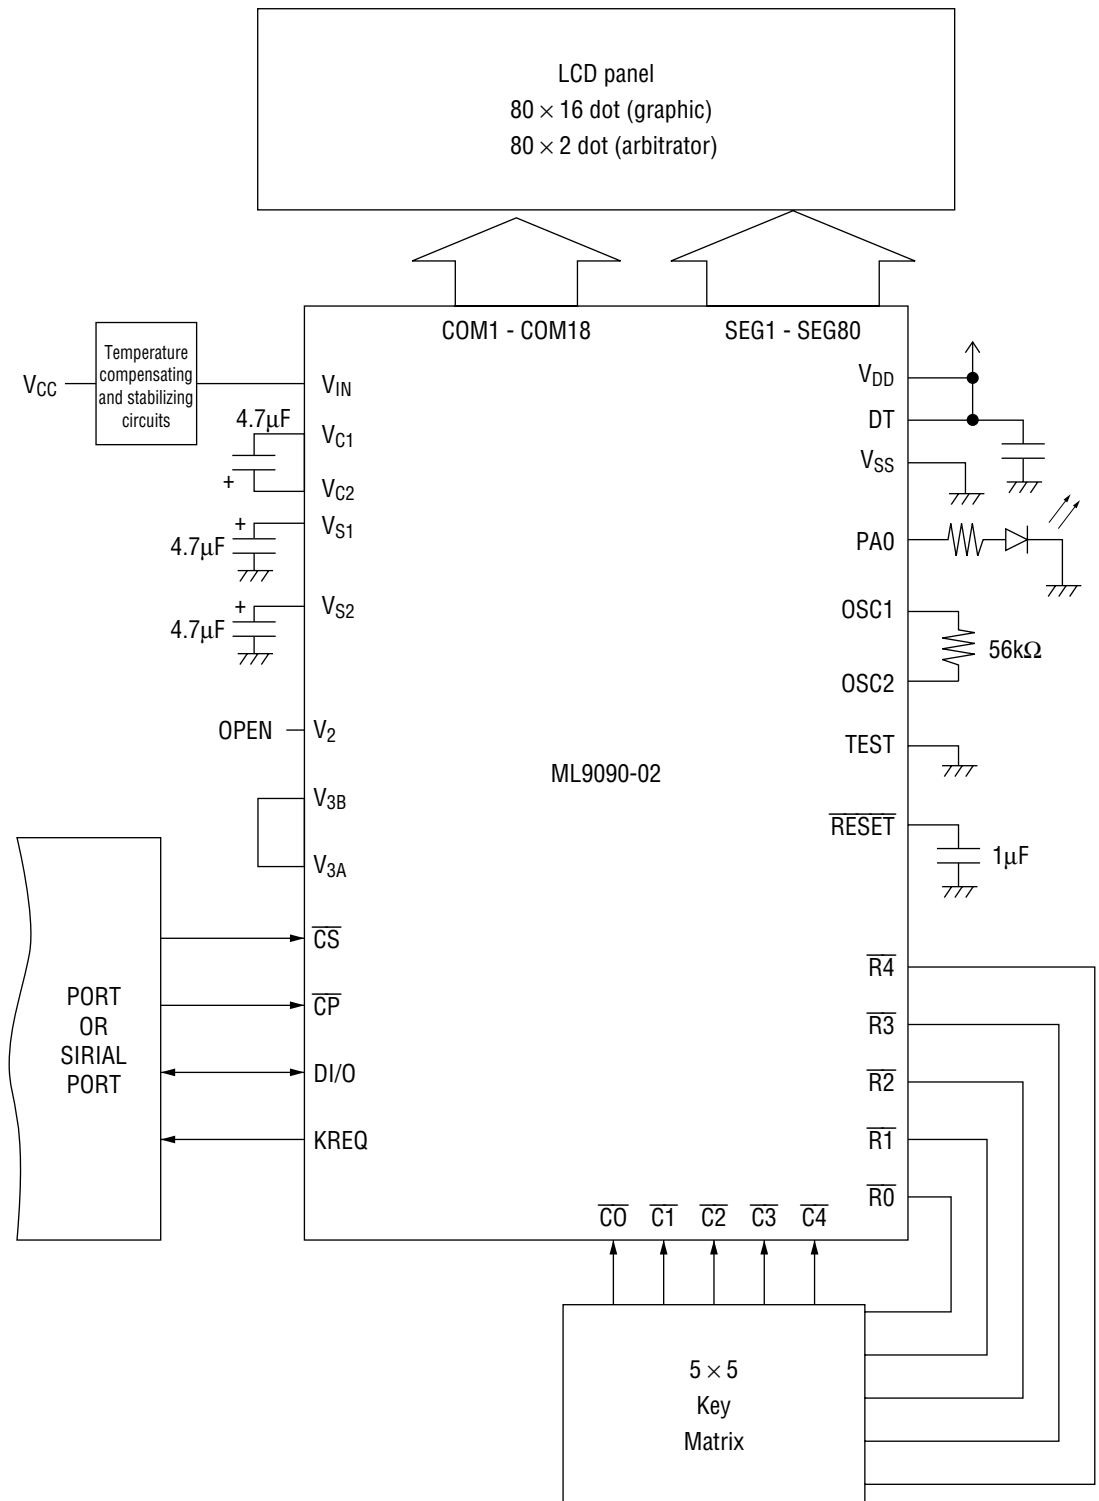 LCD panel
80 × 16 dot (graphic)
80 × 2 dot (arbitrator)
COM1 - COM18
SEG1 - SEG80
VCC
Temperature
compensating
and stabilizing
circuits
VIN
4.7μF
VC1
+
VC2
+
VS1
4.7μF
+
VS2
4.7μF
OPEN
V2
V3B
V3A
ML9090-02
VDD
DT
VSS
PA0
OSC1
56kΩ
OSC2
TEST
RESET
1μF
PORT
OR
SIRIAL
PORT
CS
CP
DI/O
KREQ
R4
R3
R2
R1
R0
C0
C1
C2
C3
C4
5 × 5
Key
Matrix